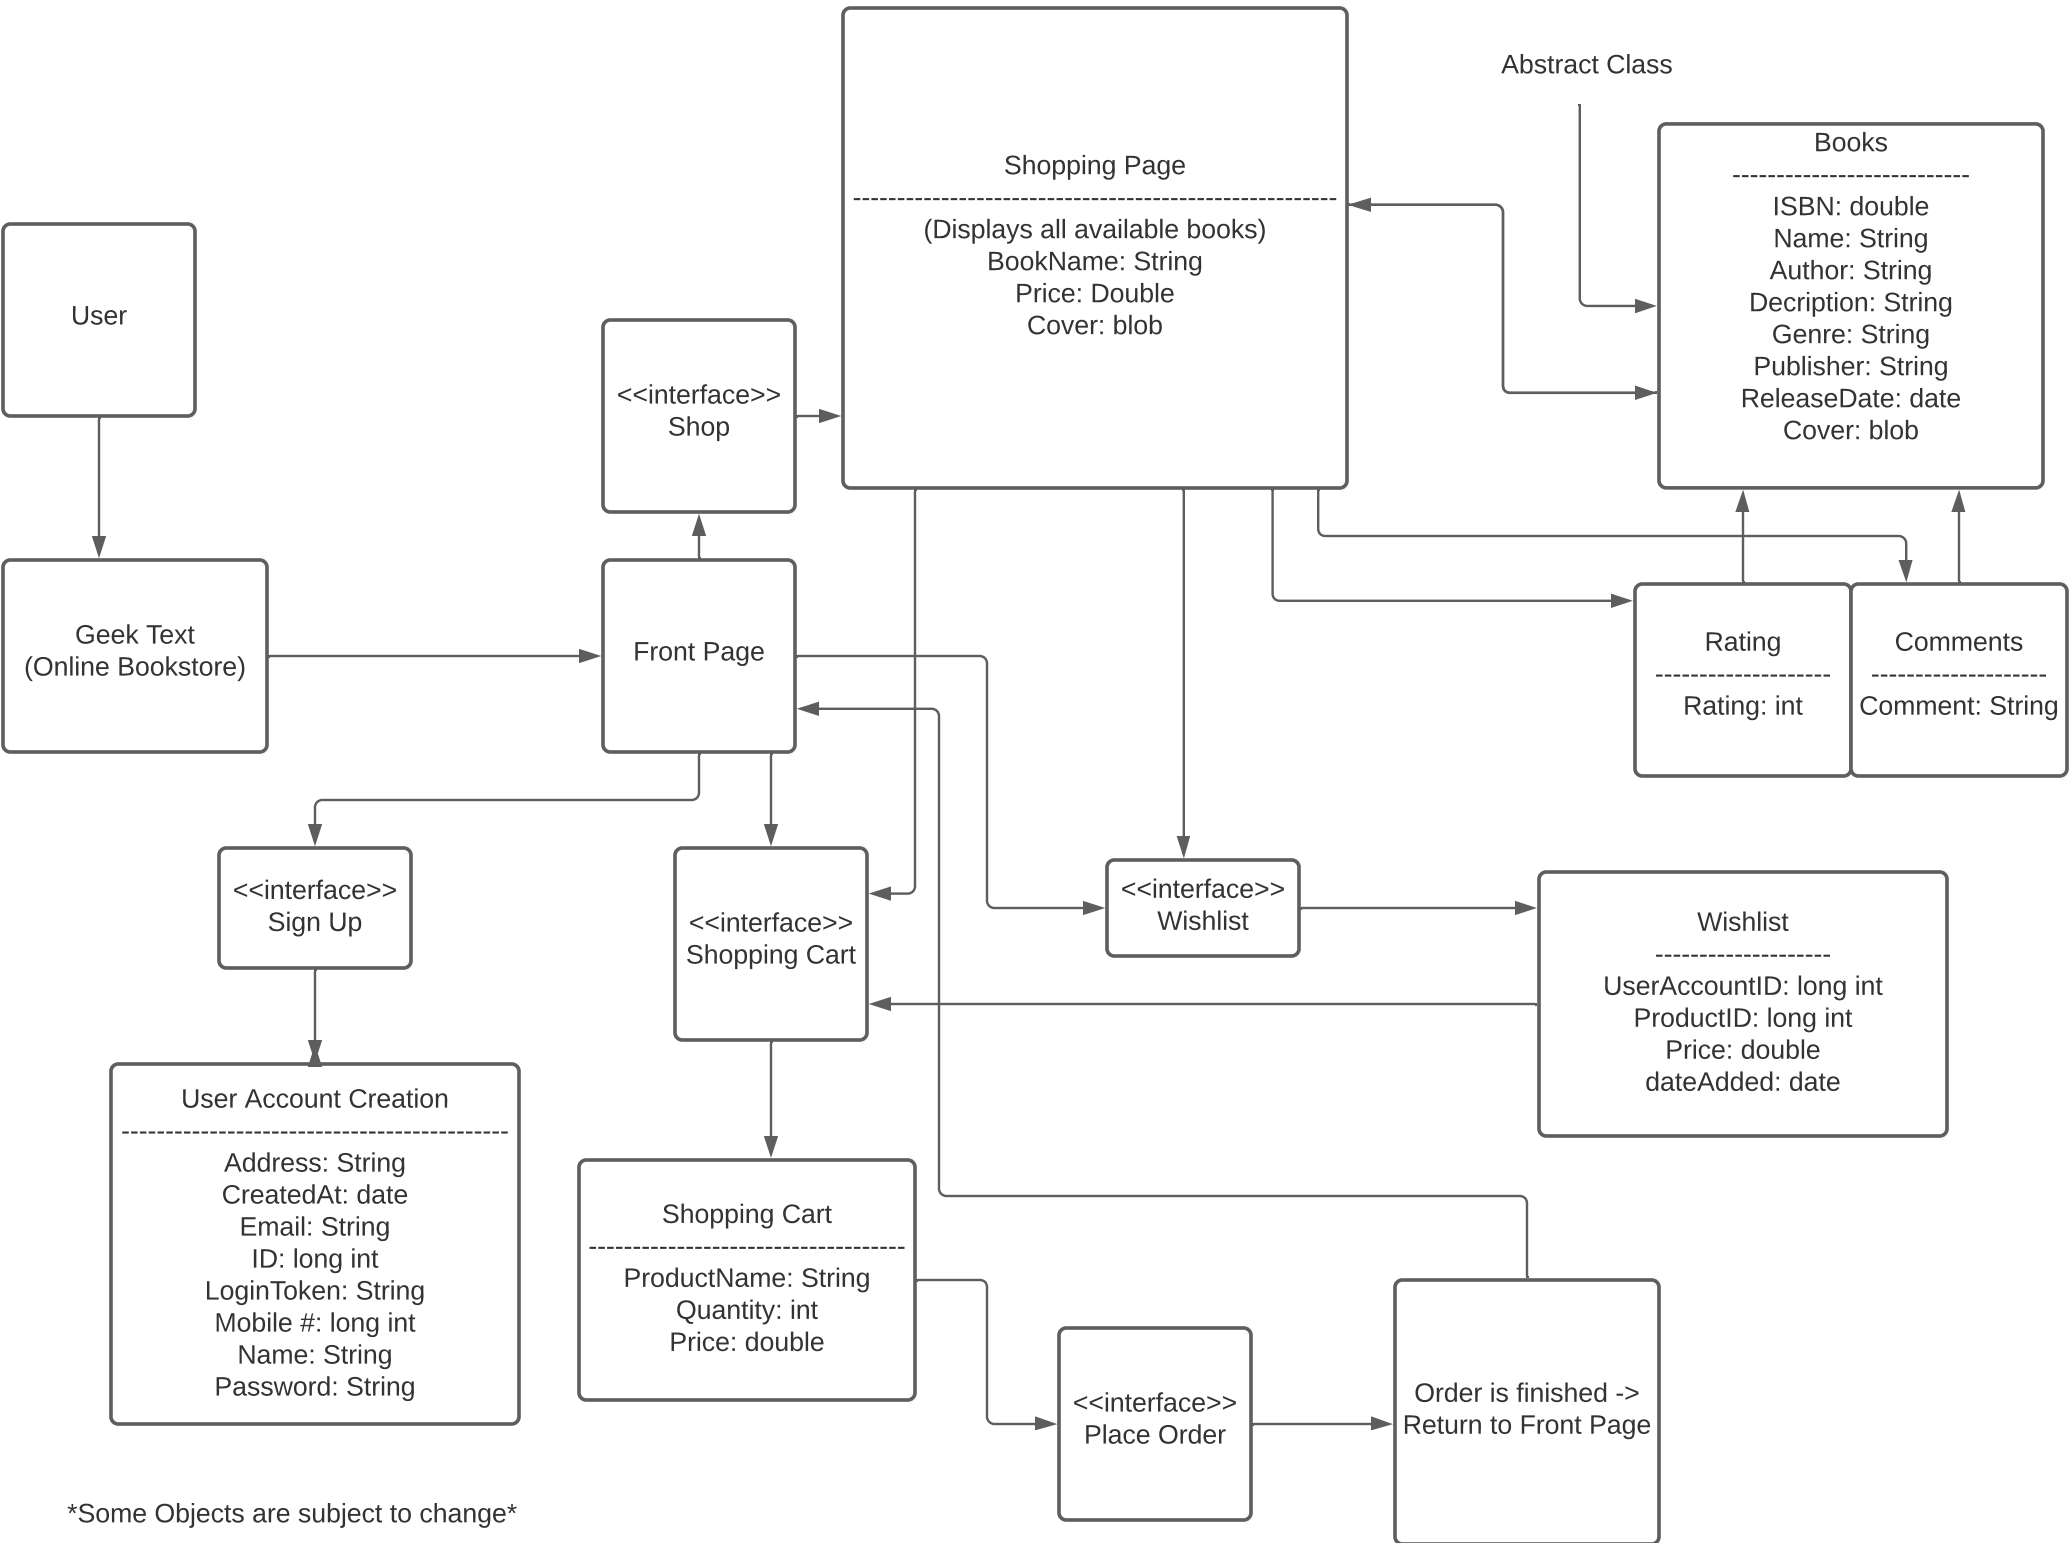 Abstract Class
Shopping Page
(Displays all available books)
BookName: String
Price: Double
Cover: blob
Books
ISBN: double
Name: String
Author: String
Decription: String
Genre: String
Publisher: String
ReleaseDate: date
Cover: blob
User
<<interface>>
Shop
Geek Text
(Online Bookstore)
Front Page
Rating
Rating: int
Comments
Comment: String
<<interface>>
Sign Up
<<interface>>
Shopping Cart
<<interface>>
Wishlist
Wishlist
UserAccountID: long int
ProductID: long int
Price: double
dateAdded: date
User Account Creation
Address: String
CreatedAt: date
Email: String
ID: long int
LoginToken: String
Mobile #: long int
Name: String
Password: String
Shopping Cart
ProductName: String
Quantity: int
Price: double
<<interface>>
Place Order
Order is finished ->
Return to Front Page
*Some Objects are subject to change*